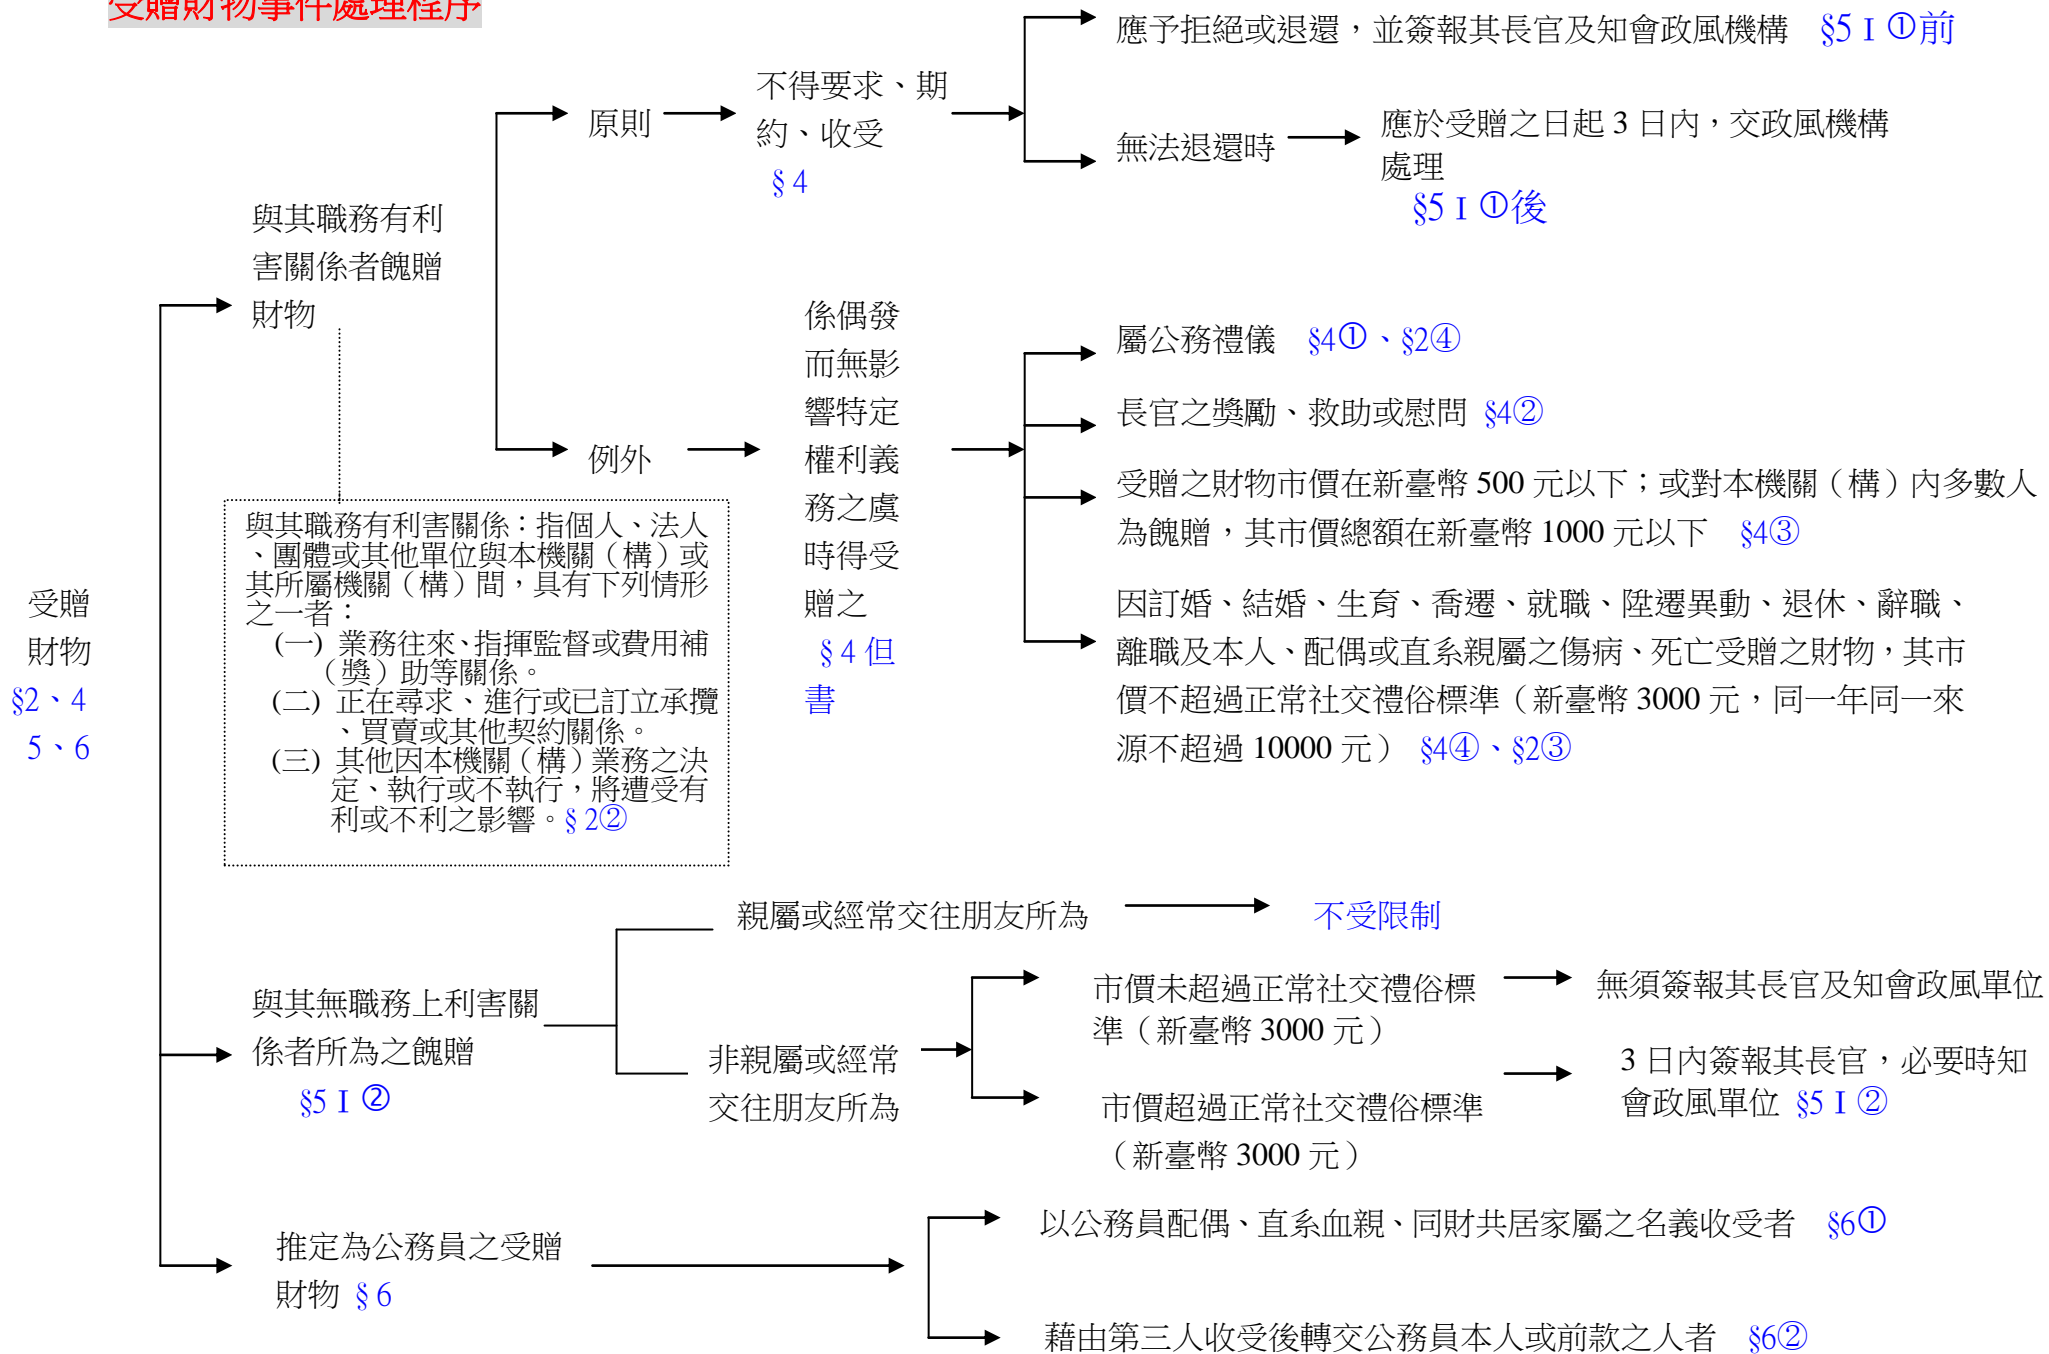 受贈財物事件處理程序
應予拒絕或退還，並簽報其長官及知會政風機構 §5 I ①前
原則
不得要求、期
約、收受
§4
無法退還時
應於受贈之日起 3 日內，交政風機構
處理
§5 I ①後
與其職務有利
害關係者餽贈
財物
例外
係偶發
而無影
響特定
權利義
務之虞
時得受
贈之
§4 但
書
屬公務禮儀 §4①、§2④
長官之獎勵、救助或慰問 §4②
受贈之財物市價在新臺幣 500 元以下；或對本機關（構）內多數人
為餽贈，其市價總額在新臺幣 1000 元以下 §4③
因訂婚、結婚、生育、喬遷、就職、陞遷異動、退休、辭職、
離職及本人、配偶或直系親屬之傷病、死亡受贈之財物，其市
價不超過正常社交禮俗標準（新臺幣 3000 元，同一年同一來
源不超過 10000 元） §4④、§2③
與其職務有利害關係：指個人、法人
、團體或其他單位與本機關（構）或
其所屬機關（構）間，具有下列情形
之一者：
(一) 業務往來、指揮監督或費用補
（獎）助等關係。
(二) 正在尋求、進行或已訂立承攬
、買賣或其他契約關係。
(三) 其他因本機關（構）業務之決
定、執行或不執行，將遭受有
利或不利之影響。§2②
受贈
財物
§2、4
5、6
與其無職務上利害關
係者所為之餽贈
§5 I ②
親屬或經常交往朋友所為
不受限制
非親屬或經常
交往朋友所為
市價未超過正常社交禮俗標
準（新臺幣 3000 元）
無須簽報其長官及知會政風單位
市價超過正常社交禮俗標準
（新臺幣 3000 元）
3 日內簽報其長官，必要時知
會政風單位 §5 I ②
推定為公務員之受贈
財物 §6
以公務員配偶、直系血親、同財共居家屬之名義收受者 §6①
藉由第三人收受後轉交公務員本人或前款之人者 §6②